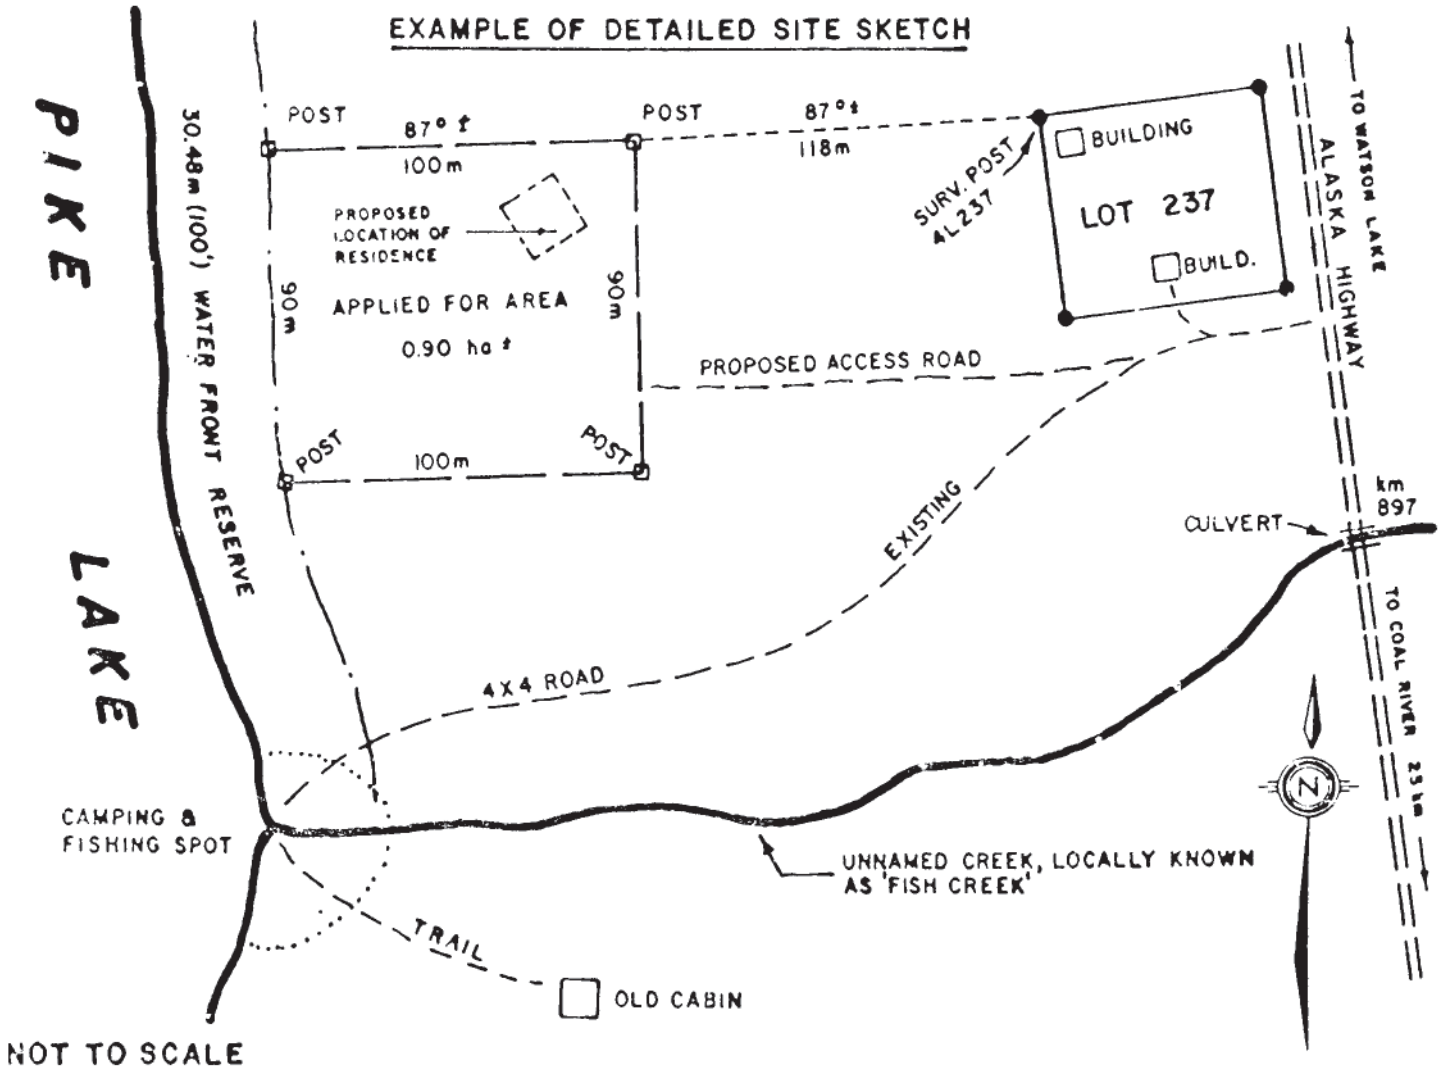 EXAMPLE OF DETAILED SITE SKETCH
PIKE
LAKE
30.48m (100') WATER FRONT RESERVE
POST
87° ±
100m
POST
87° ±
118m
SURV. POST
4L237
BUILDING
LOT 237
BUILD.
TO WATSON LAKE
ALASKA HIGHWAY
PROPOSED
LOCATION OF
RESIDENCE
90m
90m
APPLIED FOR AREA
0.90 ha ±
PROPOSED ACCESS ROAD
POST
100m
POST
EXISTING
4X4 ROAD
CULVERT
km
897
TO COAL RIVER 25 km
N
CAMPING &
FISHING SPOT
UNNAMED CREEK, LOCALLY KNOWN
AS 'FISH CREEK'
TRAIL
OLD CABIN
NOT TO SCALE